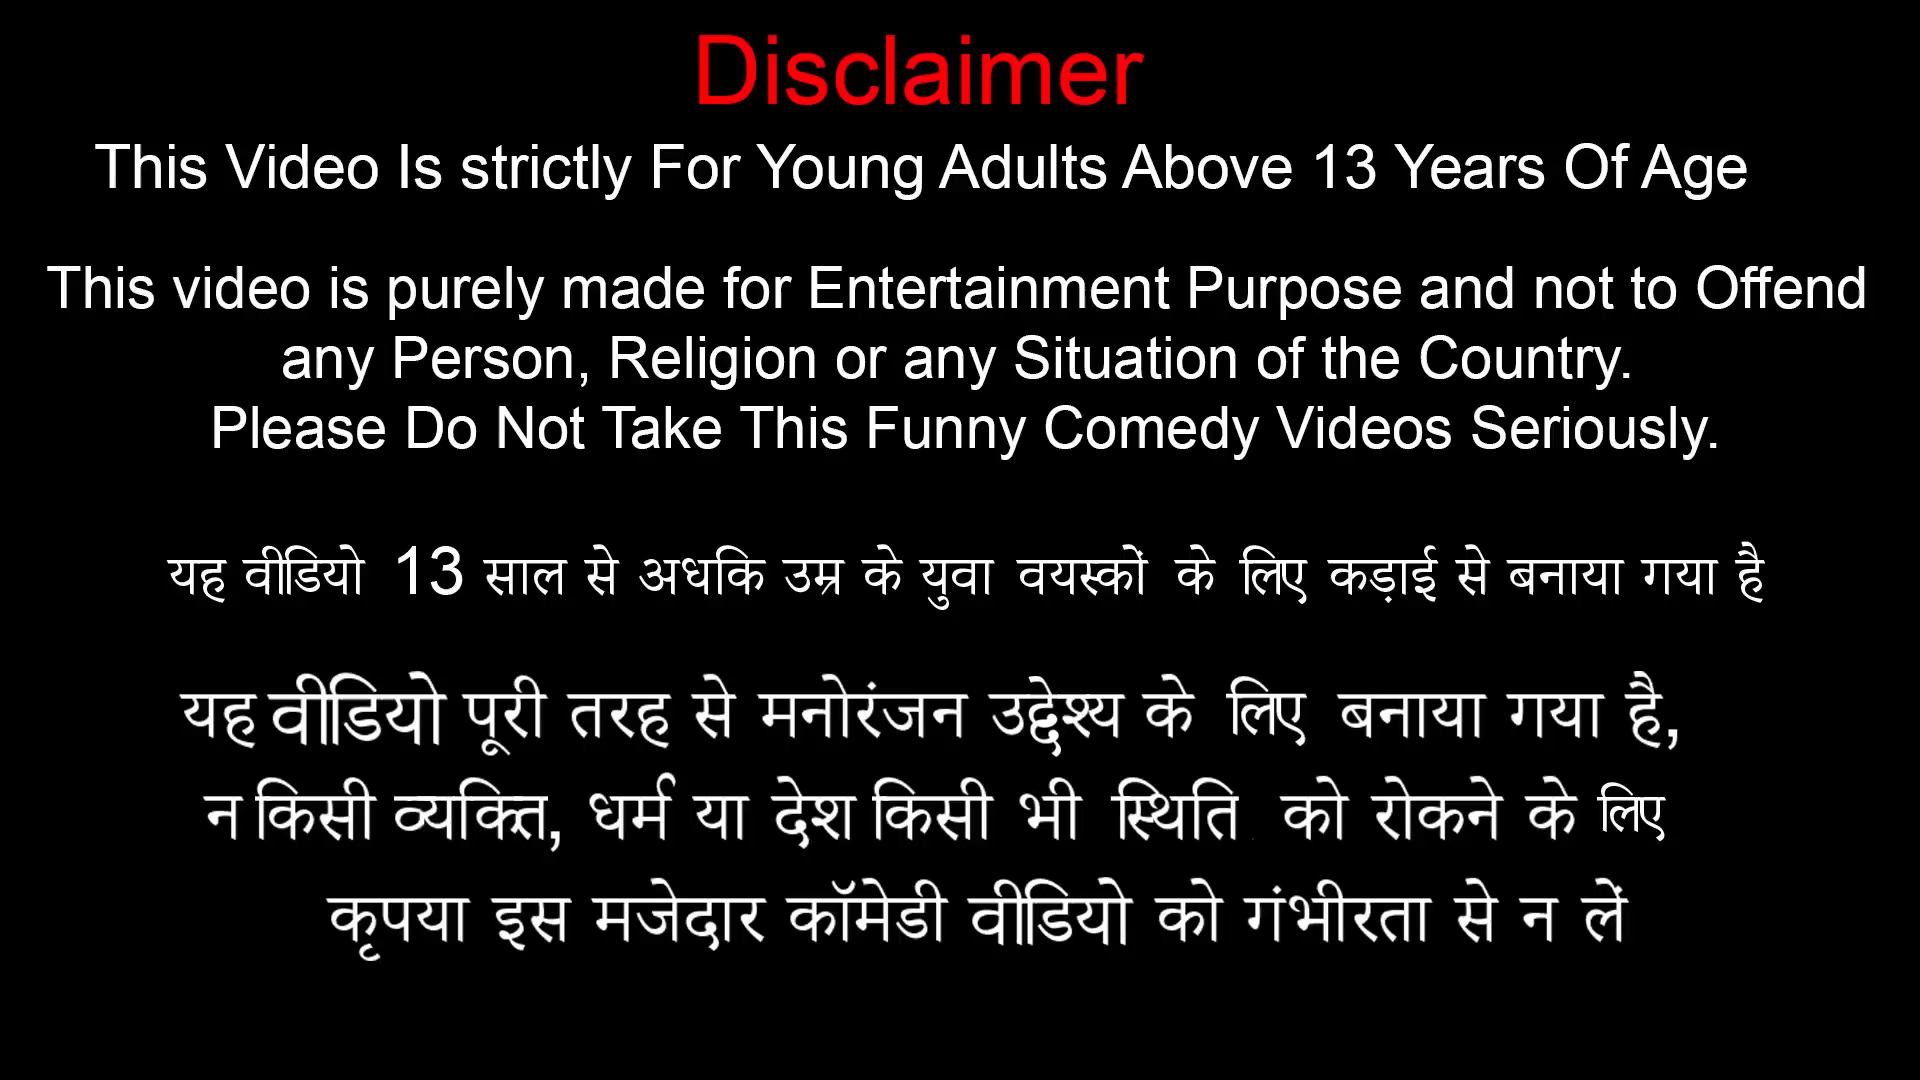 Disclaimer
This Video Is strictly For Young Adults Above 13 Years Of Age
This video is purely made for Entertainment Purpose and not to Offend
any Person, Religion or any Situation of the Country.
Please Do Not Take This Funny Comedy Videos Seriously.
यह वीडियो 13 साल से अधकि उम्र के युवा वयस्कों के लिए कड़ाई से बनाया गया है
यह वीडियो पूरी तरह से मनोरंजन उद्देश्य के लिए बनाया गया है,
न किसी व्यक्ति, धर्म या देश किसी भी स्थिति को रोकने के लिए
कृपया इस मजेदार कॉमेडी वीडियो को गंभीरता से न लें